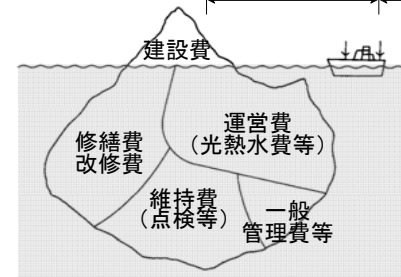 建設費
運営費
（光熱水費等）
修繕費
改修費
維持費
（点検等）
一般
管理費等